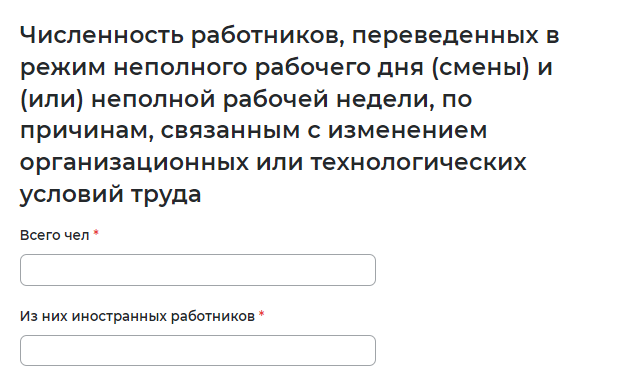 Численность работников, переведенных в
режим неполного рабочего дня (смены) и
(или) неполной рабочей недели, по
причинам, связанным с изменением
организационных или технологических
условий труда
Всего чел *
Из них иностранных работников *